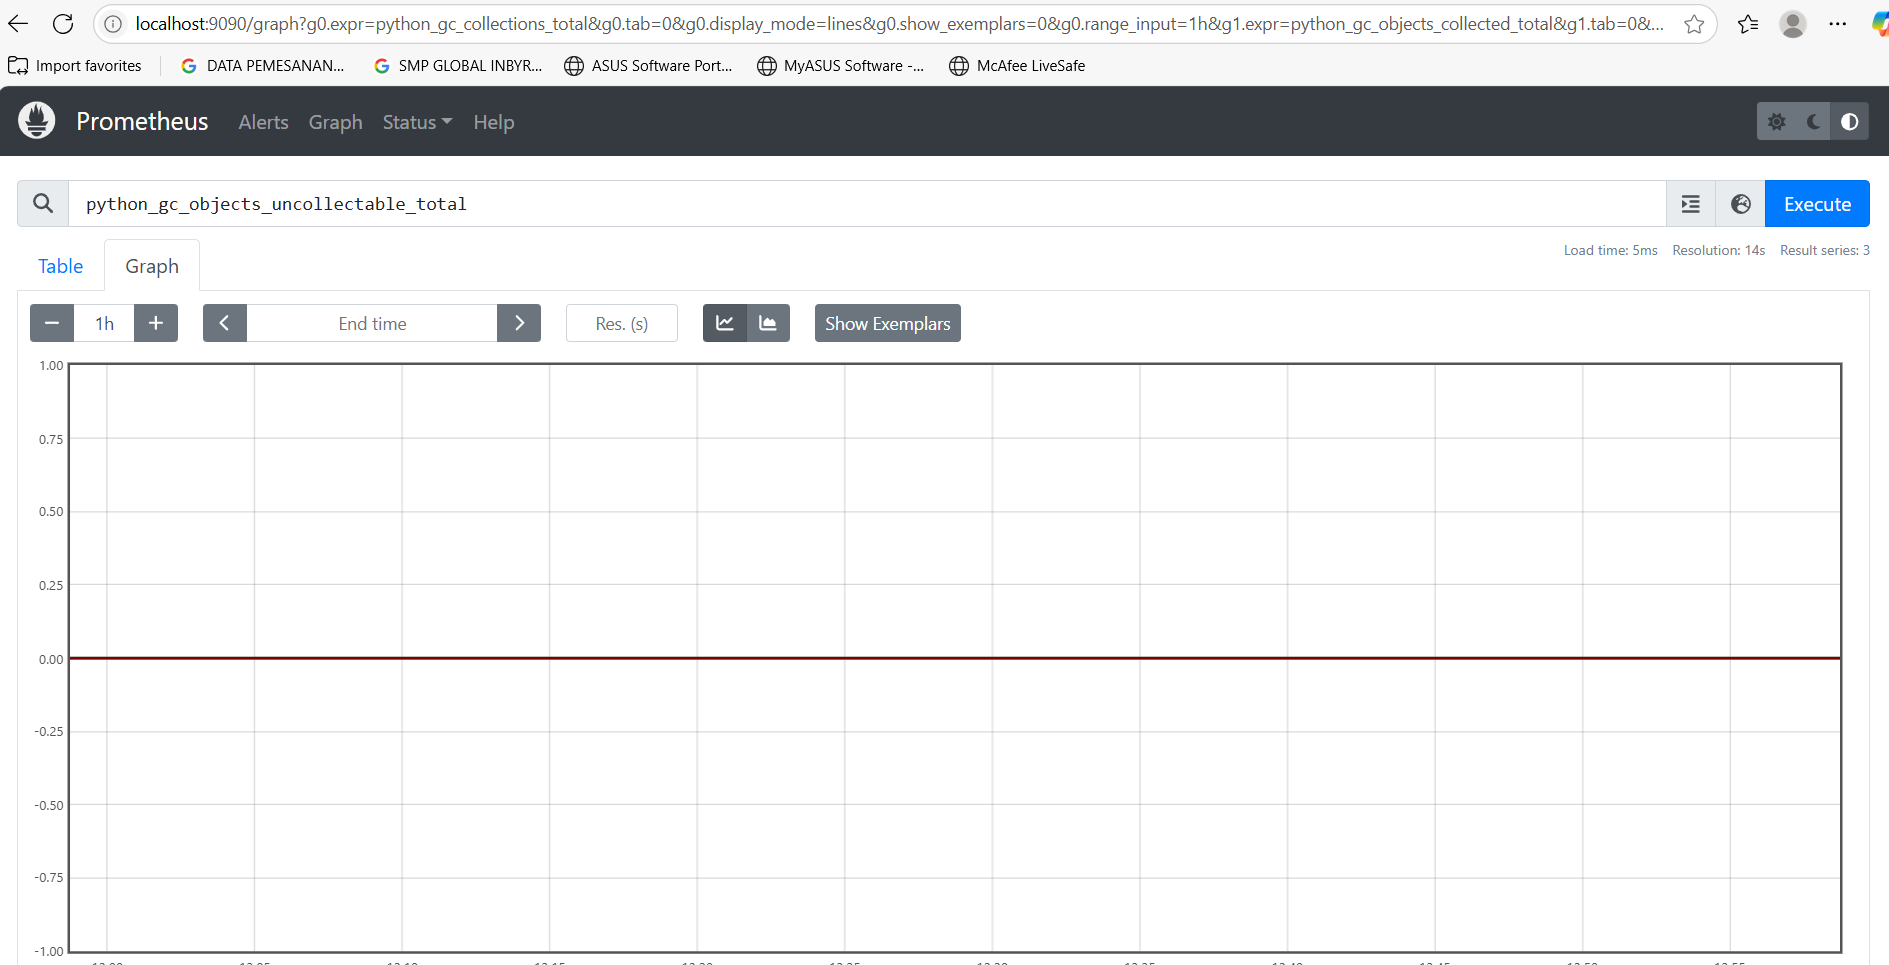 localhost:9090/graph?g0.expr=python_gc_collections_total&g0.tab=0&g0.display_mode=lines&g0.show_exemplars=0&g0.range_input=1h&g1.expr=python_gc_objects_collected_total&g1.tab=0&...
Import favorites DATA PEMESANAN... SMP GLOBAL INBYR... ASUS Software Port... MyASUS Software -... McAfee LiveSafe
Prometheus Alerts Graph Status Help
python_gc_objects_uncollectable_total Execute
Table Graph Load time: 5ms Resolution: 14s Result series: 3
1h End time Res. (s) Show Exemplars
1.00
0.75
0.50
0.25
0.00
-0.25
-0.50
-0.75
-1.00